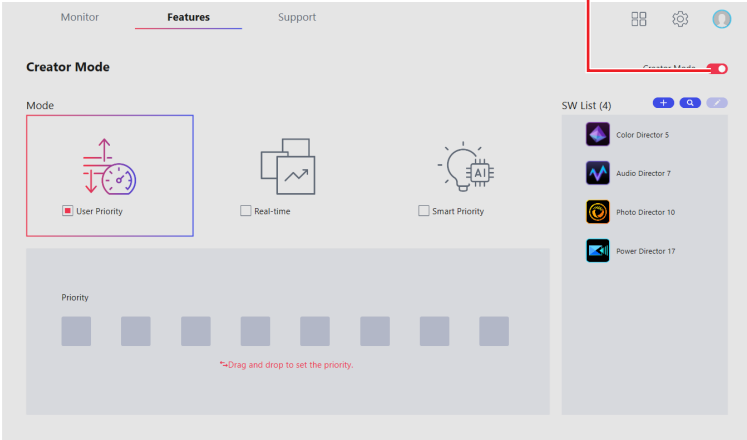 Monitor
Features
Support
Creator Mode
Creator Mode
Mode
SW List (4)
Color Director 5
Audio Director 7
AI
User Priority
Real-time
Smart Priority
Photo Director 10
Power Director 17
Priority
Drag and drop to set the priority.